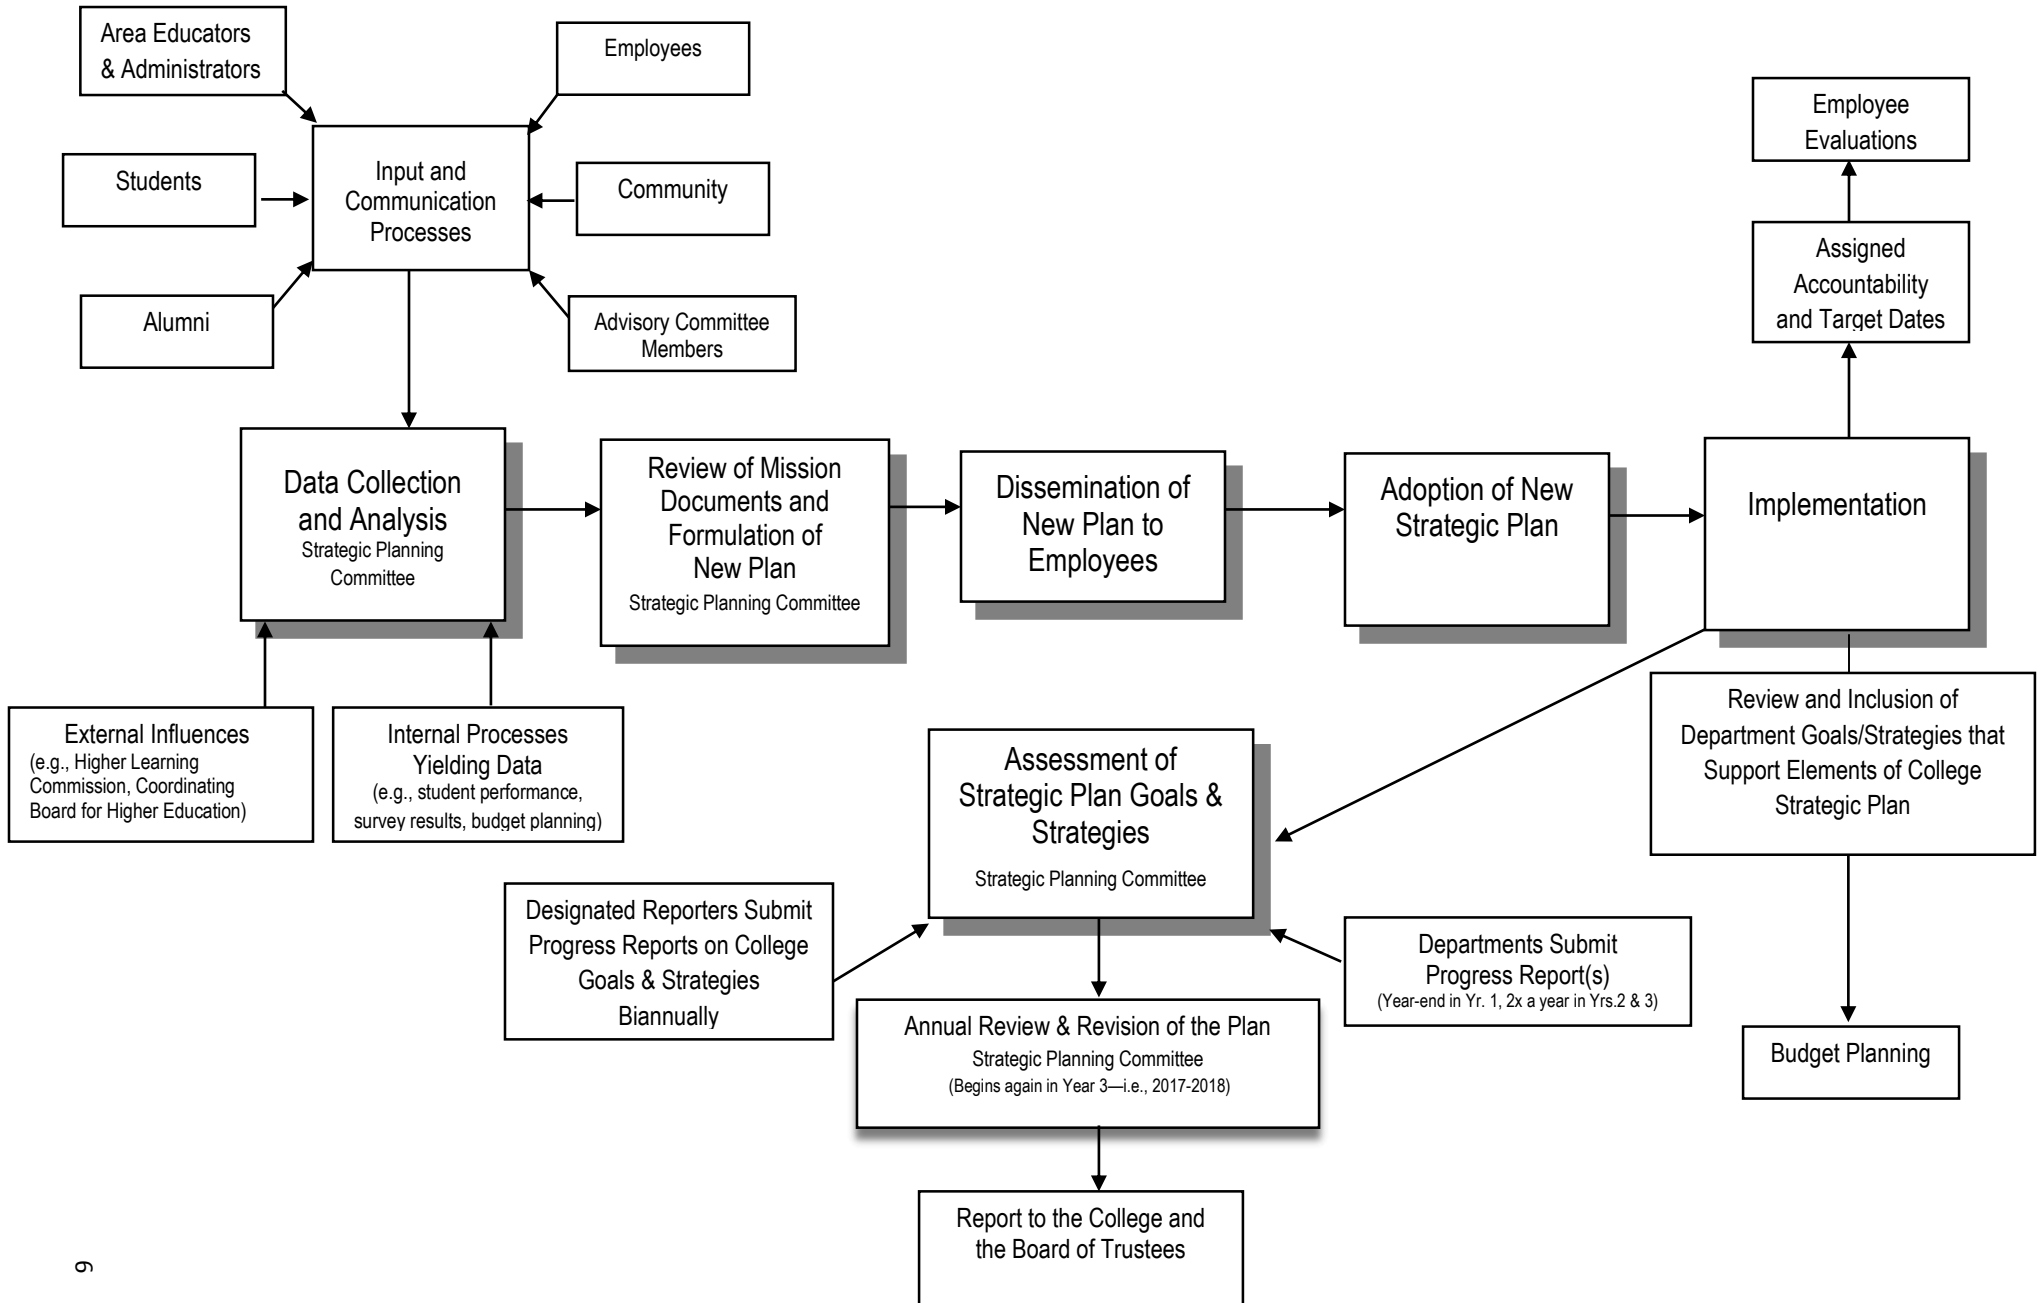 Area Educators
& Administrators
Employees
Students
Input and
Communication
Processes
Community
Alumni
Advisory Committee
Members
Employee
Evaluations
Assigned
Accountability
and Target Dates
Data Collection
and Analysis
Strategic Planning
Committee
Review of Mission
Documents and
Formulation of
New Plan
Strategic Planning Committee
Dissemination of
New Plan to
Employees
Adoption of New
Strategic Plan
Implementation
External Influences
(e.g., Higher Learning
Commission, Coordinating
Board for Higher Education)
Internal Processes
Yielding Data
(e.g., student performance,
survey results, budget planning)
Assessment of
Strategic Plan Goals &
Strategies
Strategic Planning Committee
Review and Inclusion of
Department Goals/Strategies that
Support Elements of College
Strategic Plan
Designated Reporters Submit
Progress Reports on College
Goals & Strategies
Biannually
Departments Submit
Progress Report(s)
(Year-end in Yr. 1, 2x a year in Yrs.2 & 3)
Annual Review & Revision of the Plan
Strategic Planning Committee
(Begins again in Year 3—i.e., 2017-2018)
Budget Planning
Report to the College and
the Board of Trustees
9